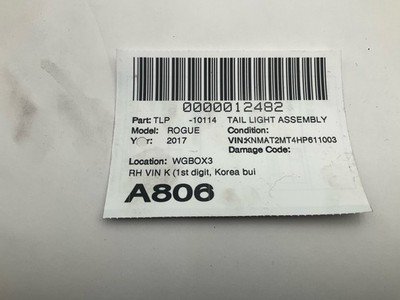 0000012482
Part: TLP -10114 TAIL LIGHT ASSEMBLY
Model: ROGUE Condition:
Year: 2017 VIN:KNMAT2MT4HP611003
Damage Code:
Location: WGBOX3
RH VIN K (1st digit, Korea bui
A806